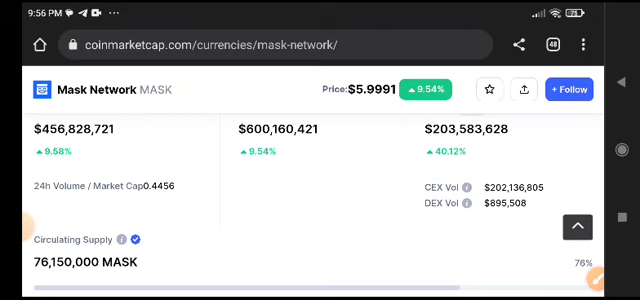 9:56 PM
75
coinmarketcap.com/currencies/mask-network/
48
Mask Network MASK
Price:$5.9991
9.54%
+ Follow
$456,828,721
$600,160,421
$203,583,628
9.58%
9.54%
40.12%
24h Volume / Market Cap0.4456
CEX Vol $202,136,805
DEX Vol $895,508
Circulating Supply
76,150,000 MASK
76%